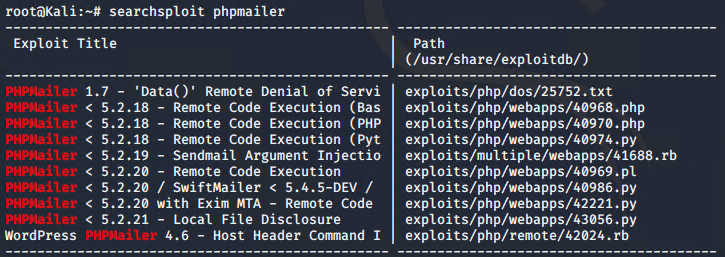 root@Kali:~# searchsploit phpmailer
---------------------------------------------------- ----------------------------------------
 Exploit Title | Path
 | (/usr/share/exploitdb/)
---------------------------------------------------- ----------------------------------------
PHPMailer 1.7 - 'Data()' Remote Denial of Servi | exploits/php/dos/25752.txt
PHPMailer < 5.2.18 - Remote Code Execution (Bas | exploits/php/webapps/40968.php
PHPMailer < 5.2.18 - Remote Code Execution (PHP | exploits/php/webapps/40970.php
PHPMailer < 5.2.18 - Remote Code Execution (Pyt | exploits/php/webapps/40974.py
PHPMailer < 5.2.19 - Sendmail Argument Injectio | exploits/multiple/webapps/41688.rb
PHPMailer < 5.2.20 - Remote Code Execution | exploits/php/webapps/40969.pl
PHPMailer < 5.2.20 / SwiftMailer < 5.4.5-DEV / | exploits/php/webapps/40986.py
PHPMailer < 5.2.20 with Exim MTA - Remote Code | exploits/php/webapps/42221.py
PHPMailer < 5.2.21 - Local File Disclosure | exploits/php/webapps/43056.py
WordPress PHPMailer 4.6 - Host Header Command I | exploits/php/remote/42024.rb
---------------------------------------------------- ----------------------------------------